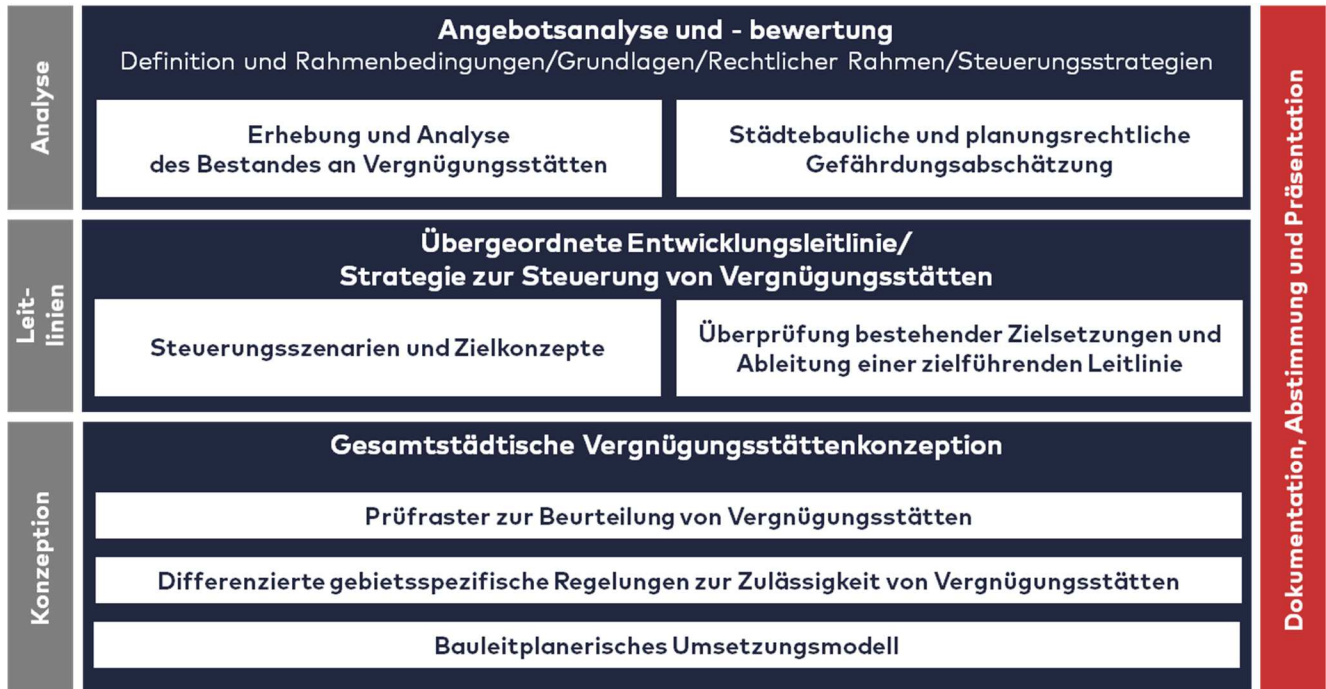 Analyse
Angebotsanalyse und - bewertung
Definition und Rahmenbedingungen/Grundlagen/Rechtlicher Rahmen/Steuerungsstrategien
Erhebung und Analyse
des Bestandes an Vergnügungsstätten
Städtebauliche und planungsrechtliche
Gefährdungsabschätzung
Leit-
linien
Übergeordnete Entwicklungsleitlinie/
Strategie zur Steuerung von Vergnügungsstätten
Steuerungsszenarien und Zielkonzepte
Überprüfung bestehender Zielsetzungen und
Ableitung einer zielführenden Leitlinie
Konzeption
Gesamtstädtische Vergnügungsstättenkonzeption
Prüfraster zur Beurteilung von Vergnügungsstätten
Differenzierte gebietsspezifische Regelungen zur Zulässigkeit von Vergnügungsstätten
Bauleitplanerisches Umsetzungsmodell
Dokumentation, Abstimmung und Präsentation